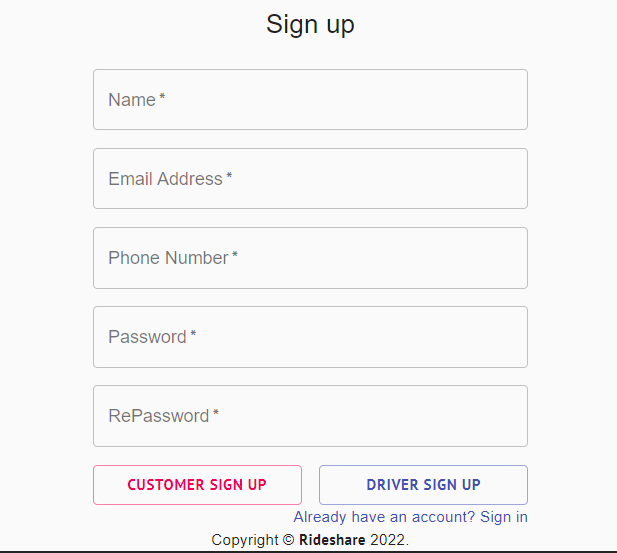 Sign up
Name *
Email Address *
Phone Number *
Password *
RePassword *
CUSTOMER SIGN UP DRIVER SIGN UP
Already have an account? Sign in
Copyright © Rideshare 2022.